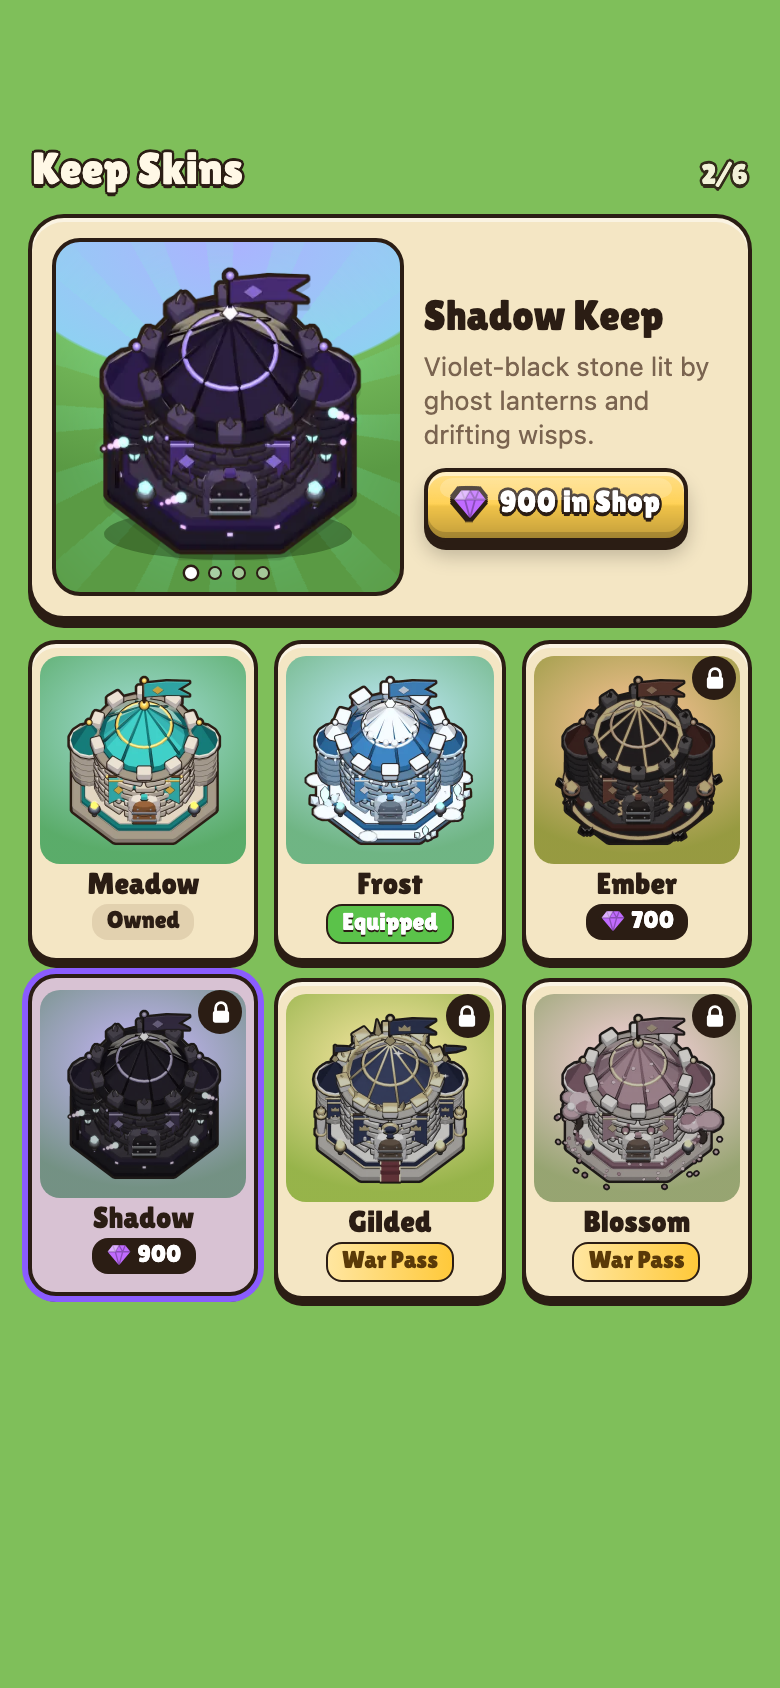 Keep Skins
2/6
Shadow Keep
Violet-black stone lit by
ghost lanterns and
drifting wisps.
900 in Shop
Meadow
Owned
Frost
Equipped
Ember
700
Shadow
900
Gilded
War Pass
Blossom
War Pass